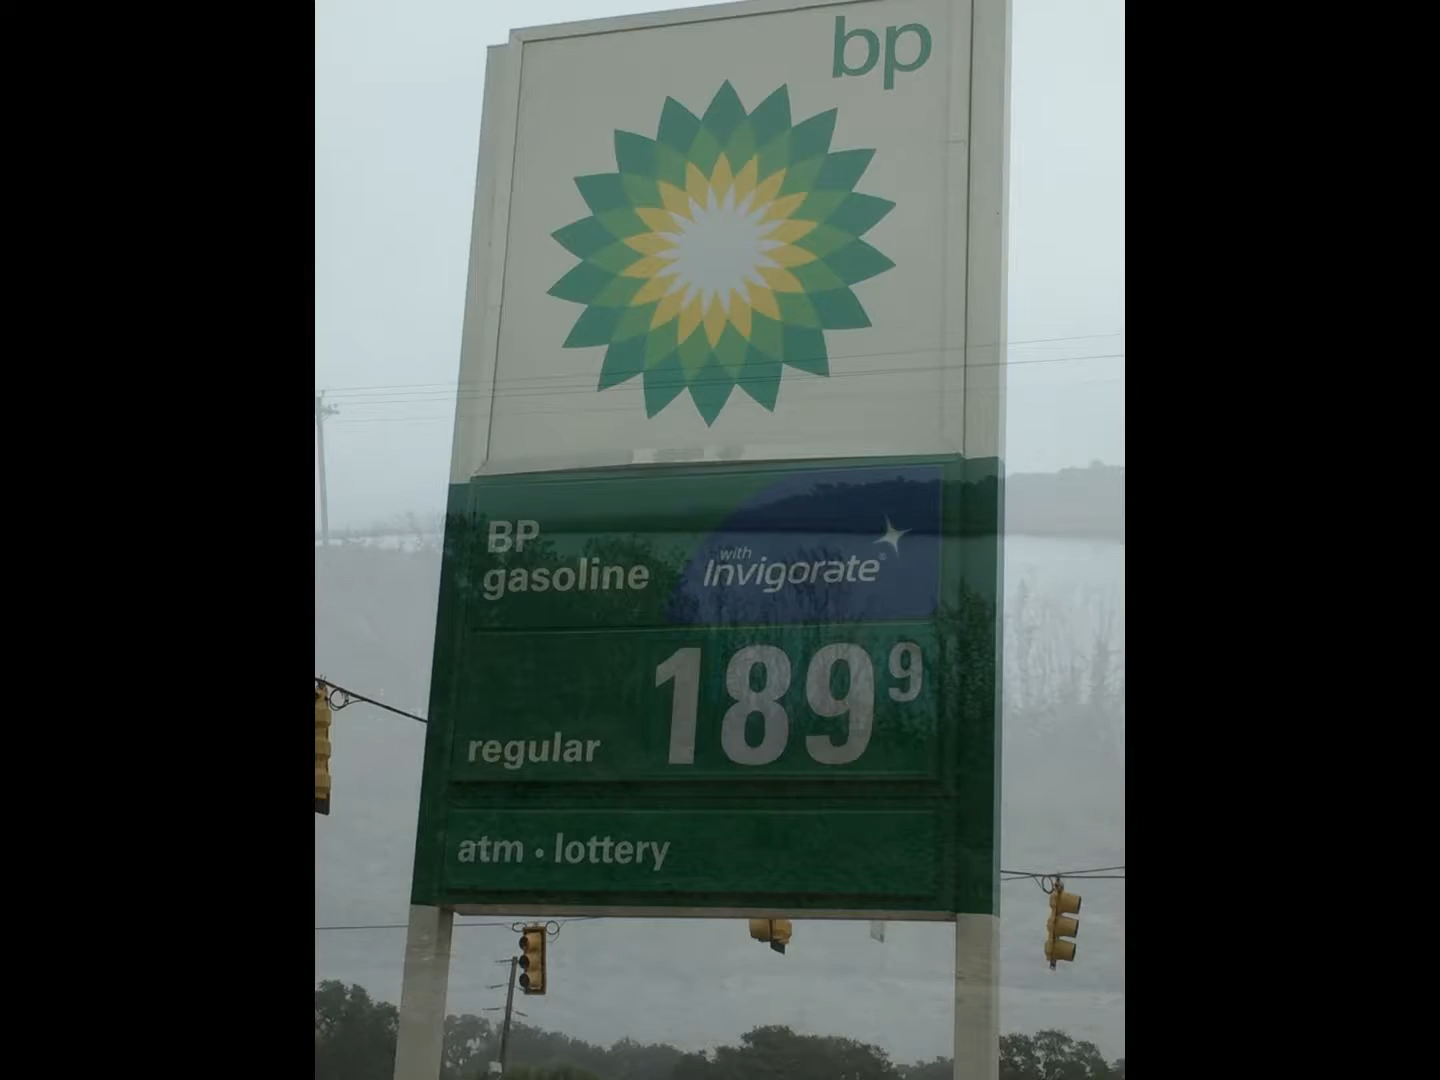 bp
BP
gasoline
with
Invigorate®
regular 189 9
atm · lottery